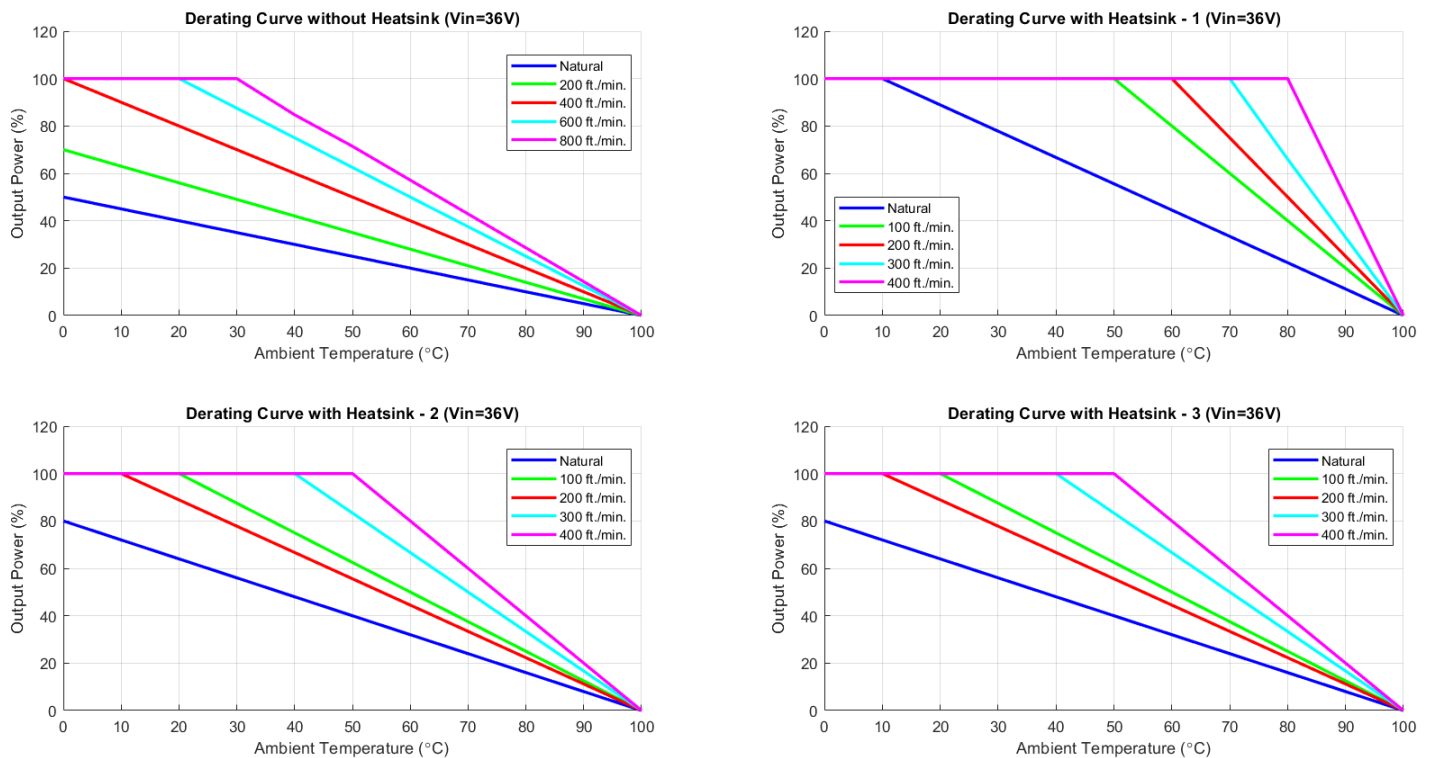 Derating Curve without Heatsink (Vin=36V)
120
100
80
60
40
20
0
Output Power (%)
Natural
200 ft./min.
400 ft./min.
600 ft./min.
800 ft./min.
0 10 20 30 40 50 60 70 80 90 100
Ambient Temperature (°C)
Derating Curve with Heatsink - 1 (Vin=36V)
120
100
80
60
40
20
0
Output Power (%)
Natural
100 ft./min.
200 ft./min.
300 ft./min.
400 ft./min.
0 10 20 30 40 50 60 70 80 90 100
Ambient Temperature (°C)
Derating Curve with Heatsink - 2 (Vin=36V)
120
100
80
60
40
20
0
Output Power (%)
Natural
100 ft./min.
200 ft./min.
300 ft./min.
400 ft./min.
0 10 20 30 40 50 60 70 80 90 100
Ambient Temperature (°C)
Derating Curve with Heatsink - 3 (Vin=36V)
120
100
80
60
40
20
0
Output Power (%)
Natural
100 ft./min.
200 ft./min.
300 ft./min.
400 ft./min.
0 10 20 30 40 50 60 70 80 90 100
Ambient Temperature (°C)